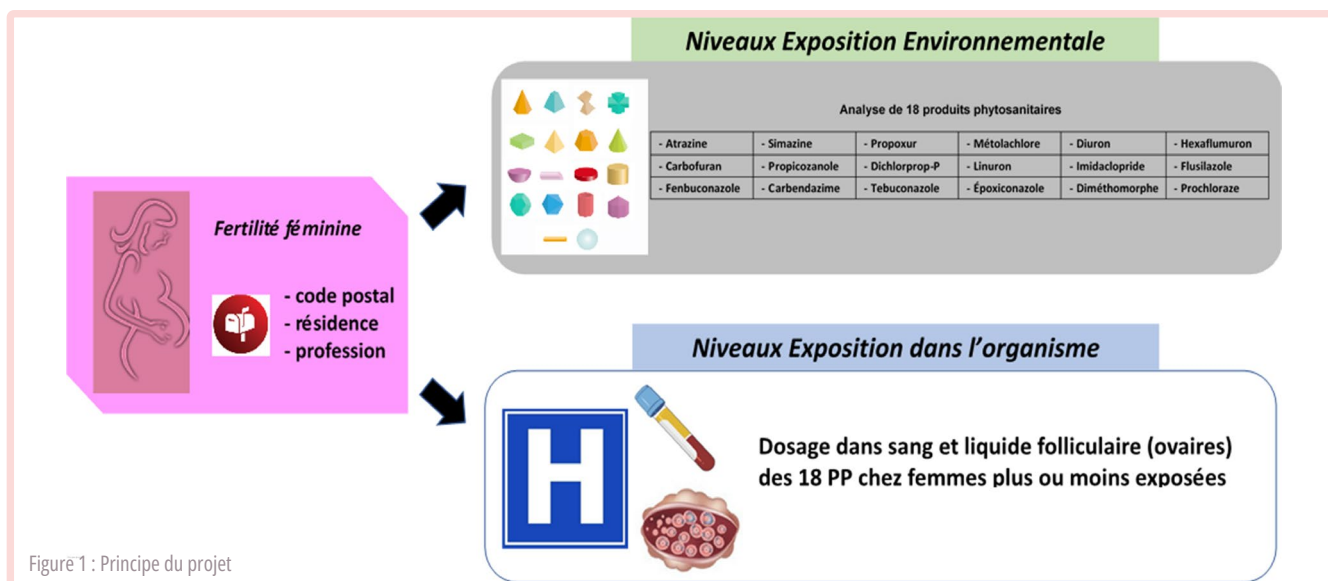 Niveaux Exposition Environnementale
Analyse de 18 produits phytosanitaires
- Atrazine - Simazine - Propoxur - Métolachlore - Diuron - Hexaflumuron
- Carbofuran - Propicozanole - Dichlorprop-P - Linuron - Imidaclopride - Flusilazole
- Fenbuconazole - Carbendazime - Tebuconazole - Époxiconazole - Diméthomorphe - Prochloraze
Fertilité féminine
- code postal
- résidence
- profession
Niveaux Exposition dans l'organisme
H
Dosage dans sang et liquide folliculaire (ovaires)
des 18 PP chez femmes plus ou moins exposées
Figure 1 : Principe du projet